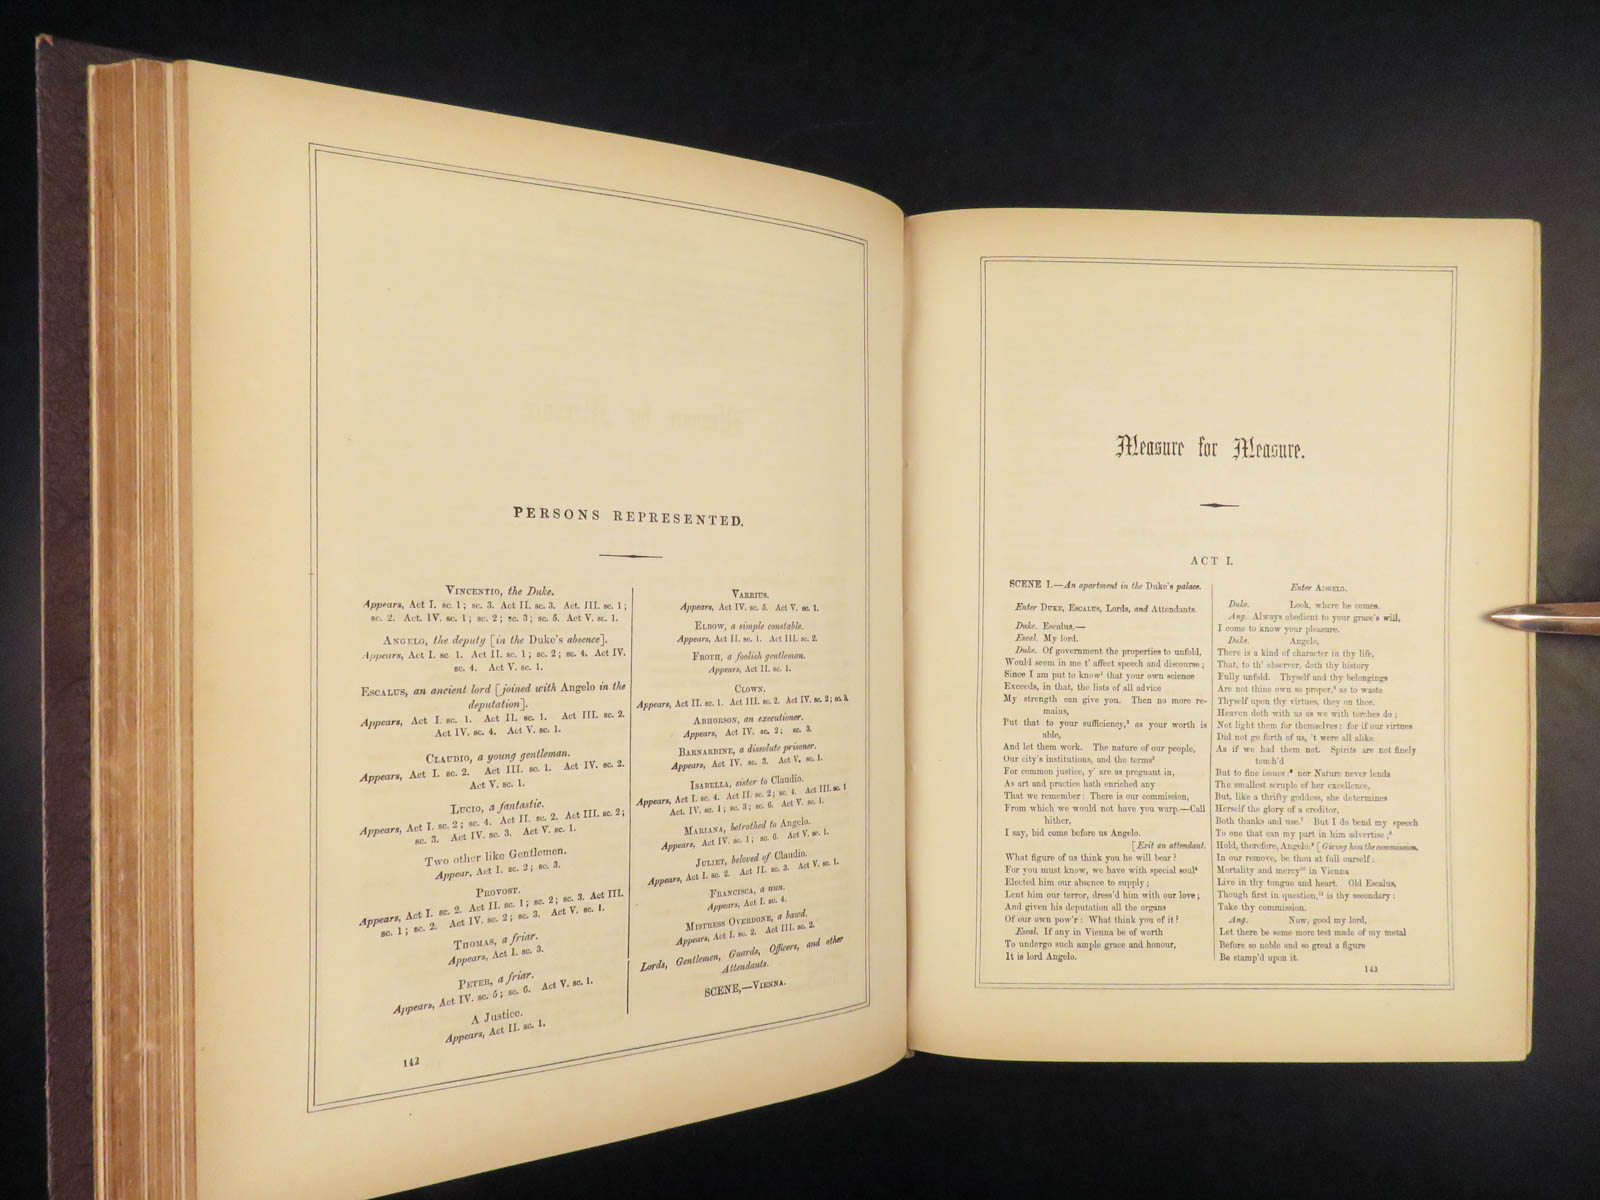 PERSONS REPRESENTED.
VINCENTIO, the Duke.
Appears, Act I. sc. 1; sc. 3. Act II. sc. 3. Act. III. sc. 1;
sc. 2. Act. IV. sc. 1; sc. 2; sc. 3; sc. 5. Act V. sc. 1.
ANGELO, the deputy [in the Duke's absence].
Appears, Act I. sc. 1. Act II. sc. 1; sc. 2; sc. 4. Act IV.
sc. 4. Act V. sc. 1.
ESCALUS, an ancient lord [joined with Angelo in the
deputation].
Appears, Act I. sc. 1. Act II. sc. 1. Act III. sc. 2.
Act IV. sc. 4. Act V. sc. 1.
CLAUDIO, a young gentleman.
Appears, Act I. sc. 2. Act III. sc. 1. Act IV. sc. 2.
Act V. sc. 1.
LUCIO, a fantastic.
Appears, Act I. sc. 2; sc. 4. Act II. sc. 2. Act III. sc. 2;
sc. 3. Act IV. sc. 3. Act V. sc. 1.
Two other like Gentlemen.
Appear, Act I. sc. 2; sc. 3.
PROVOST.
Appears, Act I. sc. 2. Act II. sc. 1; sc. 2; sc. 3. Act III.
sc. 1; sc. 2. Act IV. sc. 2; sc. 3. Act V. sc. 1.
THOMAS, a friar.
Appears, Act I. sc. 3.
PETER, a friar.
Appears, Act IV. sc. 5; sc. 6. Act V. sc. 1.
A Justice.
Appears, Act II. sc. 1.
142
VARRIUS.
Appears, Act IV. sc. 5. Act V. sc. 1.
ELBOW, a simple constable.
Appears, Act II. sc. 1. Act III. sc. 2.
FROTH, a foolish gentleman.
Appears, Act II. sc. 1.
CLOWN.
Appears, Act II. sc. 1. Act III. sc. 2. Act IV. sc. 2; sc. 3.
ABHORSON, an executioner.
Appears, Act IV. sc. 2; sc. 3.
BARNARDINE, a dissolute prisoner.
Appears, Act IV. sc. 3. Act V. sc. 1.
ISABELLA, sister to Claudio.
Appears, Act I. sc. 4. Act II. sc. 2; sc. 4. Act III. sc. 1
Act. IV. sc. 1; sc. 3; sc. 6. Act V. sc. 1.
MARIANA, betrothed to Angelo.
Appears, Act IV. sc. 1; sc. 6. Act V. sc. 1.
JULIET, beloved of Claudio.
Appears, Act I. sc. 2. Act II. sc. 3. Act V. sc. 1.
FRANCISCA, a nun.
Appears, Act I. sc. 4.
MISTRESS OVERDONE, a bawd.
Appears, Act I. sc. 2. Act III. sc. 2.
Lords, Gentlemen, Guards, Officers, and other
Attendants.
SCENE,—VIENNA.
Measure for Measure.
ACT I.
SCENE I.—An apartment in the Duke's palace.
Enter DUKE, ESCALUS, Lords, and Attendants.
Duke. Escalus,—
Escal. My lord.
Duke. Of government the properties to unfold,
Would seem in me t' affect speech and discourse;
Since I am put to know¹ that your own science
Exceeds, in that, the lists of all advice
My strength can give you. Then no more re-
mains,
Put that to your sufficiency,² as your worth is
able,
And let them work. The nature of our people,
Our city's institutions, and the terms³
For common justice, y' are as pregnant in,
As art and practice hath enriched any
That we remember: There is our commission,
From which we would not have you warp.—Call
hither,
I say, bid come before us Angelo.
[Exit an attendant.
What figure of us think you he will bear?
For you must know, we have with special soul⁴
Elected him our absence to supply;
Lent him our terror, dress'd him with our love;
And given his deputation all the organs
Of our own pow'r: What think you of it?
Escal. If any in Vienna be of worth
To undergo such ample grace and honour,
It is lord Angelo.
Enter ANGELO.
Duke. Look, where he comes.
Ang. Always obedient to your grace's will,
I come to know your pleasure.
Duke. Angelo,
There is a kind of character in thy life,
That, to th' observer, doth thy history
Fully unfold. Thyself and thy belongings
Are not thine own so proper,⁵ as to waste
Thyself upon thy virtues, they on thee.
Heaven doth with us as we with torches do;
Not light them for themselves: for if our virtues
Did not go forth of us, 't were all alike
As if we had them not. Spirits are not finely
touch'd
But to fine issues:⁶ nor Nature never lends
The smallest scruple of her excellence,
But, like a thrifty goddess, she determines
Herself the glory of a creditor,
Both thanks and use.⁷ But I do bend my speech
To one that can my part in him advertise;⁸
Hold, therefore, Angelo:⁹ [Giving him the commission.
In our remove, be thou at full ourself:
Mortality and mercy¹⁰ in Vienna
Live in thy tongue and heart. Old Escalus,
Though first in question,¹¹ is thy secondary:
Take thy commission.
Ang. Now, good my lord,
Let there be some more test made of my metal
Before so noble and so great a figure
Be stamp'd upon it.
143